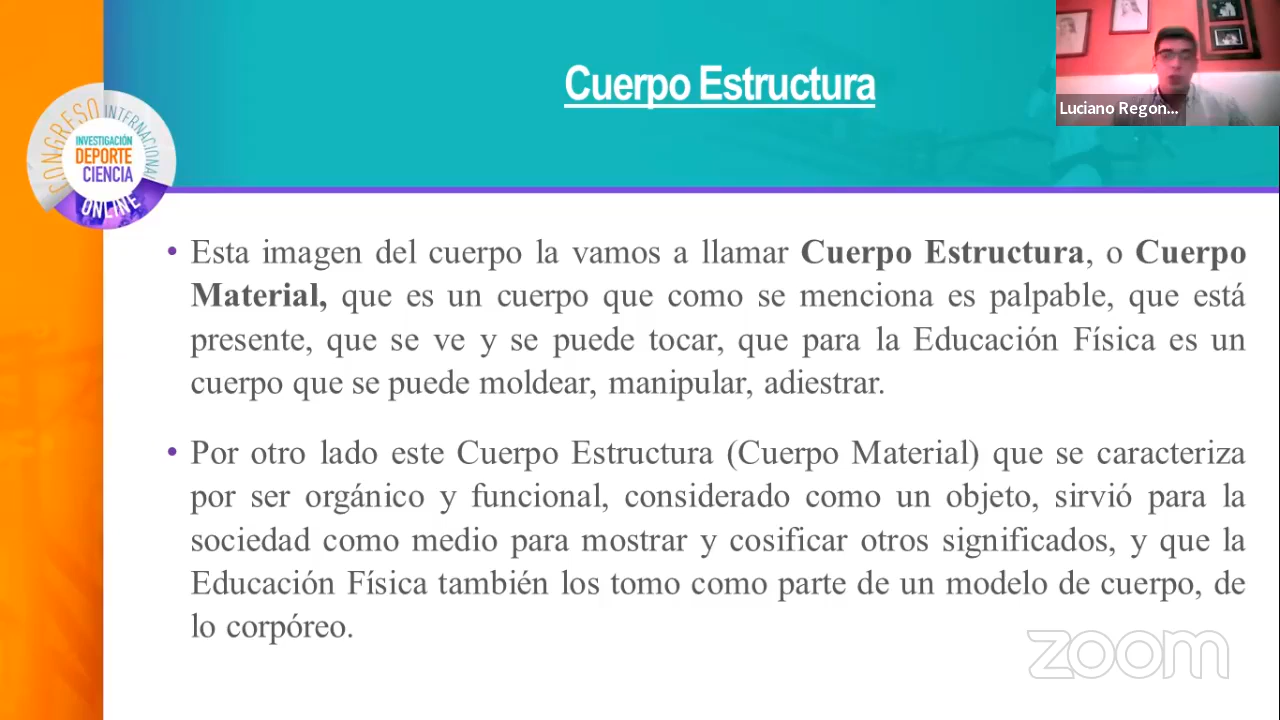 Cuerpo Estructura
Luciano Regon...
CONGRESO INTERNACIONAL
INVESTIGACIÓN
DEPORTE
CIENCIA
ONLINE
• Esta imagen del cuerpo la vamos a llamar Cuerpo Estructura, o Cuerpo
Material, que es un cuerpo que como se menciona es palpable, que está
presente, que se ve y se puede tocar, que para la Educación Física es un
cuerpo que se puede moldear, manipular, adiestrar.
• Por otro lado este Cuerpo Estructura (Cuerpo Material) que se caracteriza
por ser orgánico y funcional, considerado como un objeto, sirvió para la
sociedad como medio para mostrar y cosificar otros significados, y que la
Educación Física también los tomo como parte de un modelo de cuerpo, de
lo corpóreo.
zoom